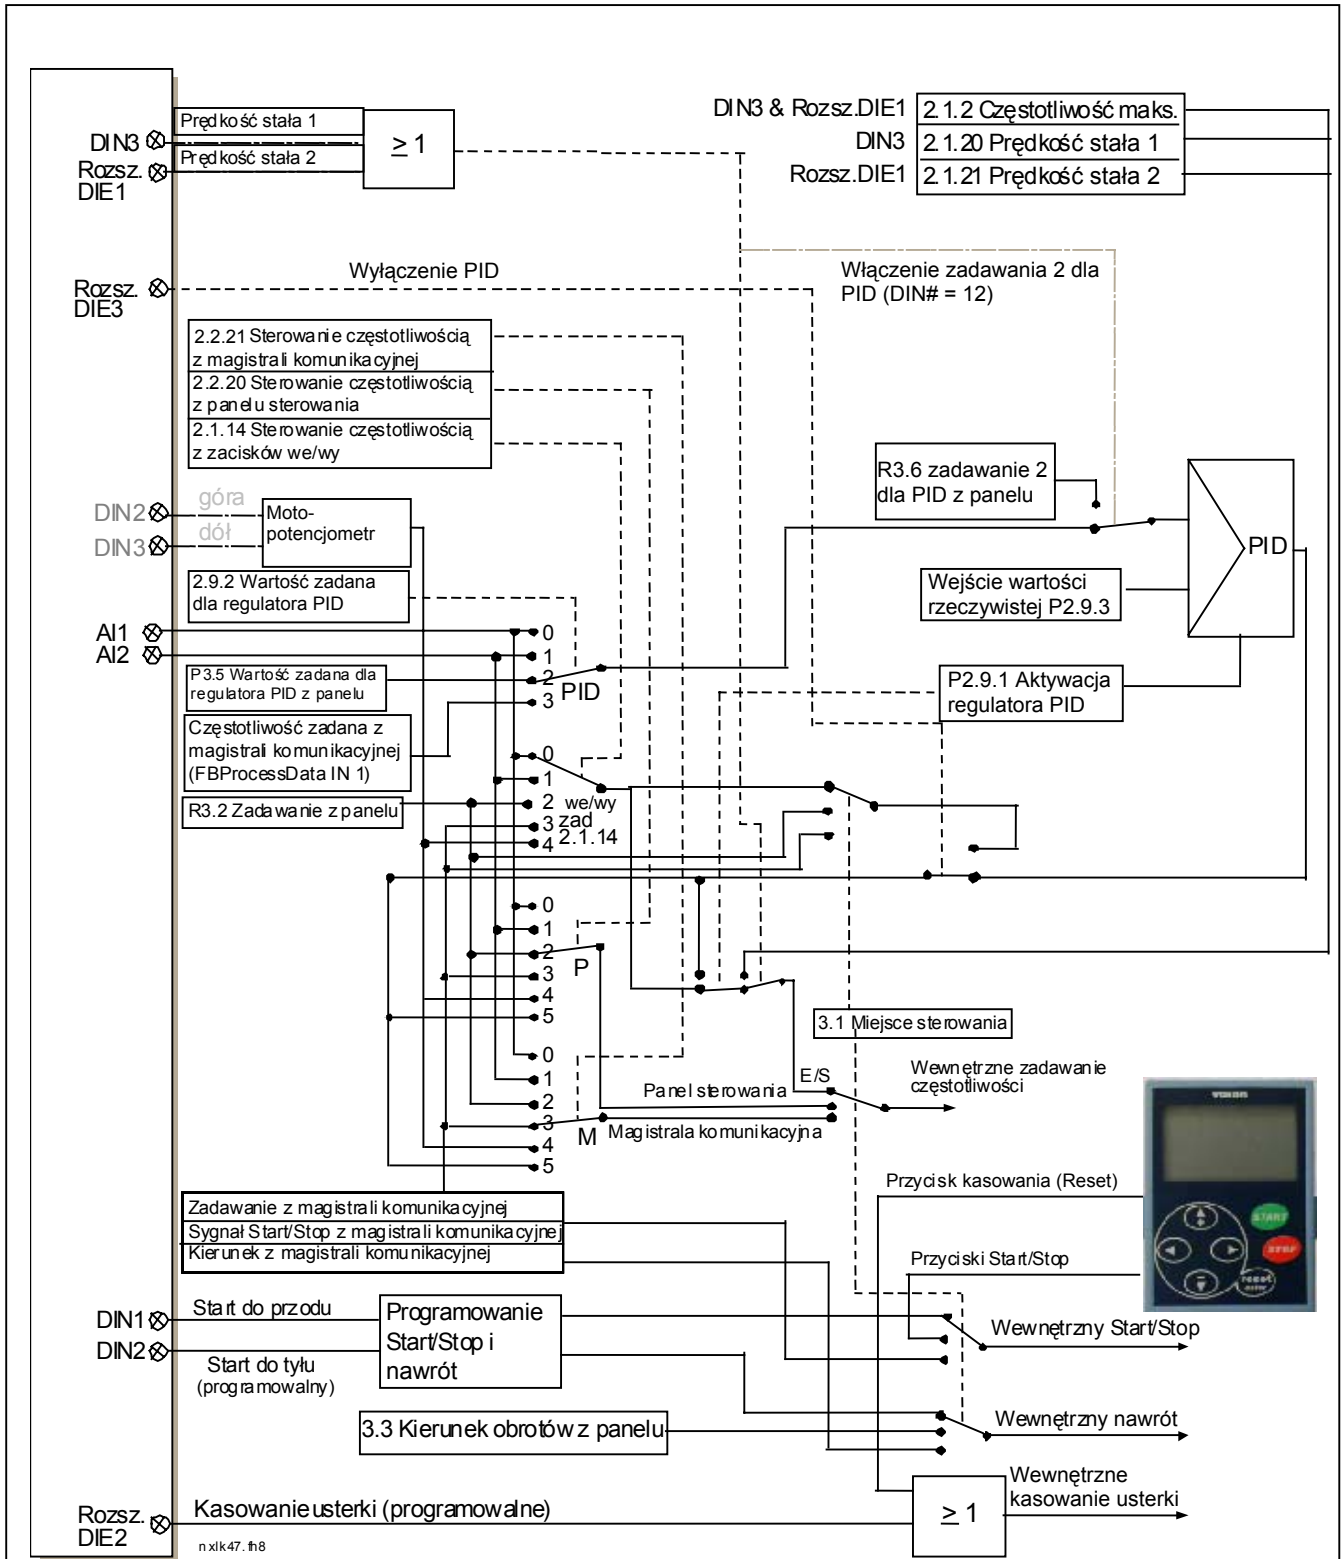 DIN3
Rozsz.
DIE1
Prędkość stała 1
Prędkość stała 2
≥ 1
DIN3 & Rozsz.DIE1
2.1.2 Częstotliwość maks.
DIN3
2.1.20 Prędkość stała 1
Rozsz.DIE1
2.1.21 Prędkość stała 2
Rozsz.
DIE3
Wyłączenie PID
Włączenie zadawania 2 dla
PID (DIN# = 12)
2.2.21 Sterowanie częstotliwością
z magistrali komunikacyjnej
2.2.20 Sterowanie częstotliwością
z panelu sterowania
2.1.14 Sterowanie częstotliwością
z zacisków we/wy
R3.6 zadawanie 2
dla PID z panelu
DIN2
góra
DIN3
dół
Moto-
potencjometr
PID
Wejście wartości
rzeczywistej P2.9.3
2.9.2 Wartość zadana
dla regulatora PID
AI1
AI2
0
1
2
3
PID
P3.5 Wartość zadana dla
regulatora PID z panelu
P2.9.1 Aktywacja
regulatora PID
Częstotliwość zadana z
magistrali komunikacyjnej
(FBProcessData IN 1)
R3.2 Zadawanie z panelu
0
1
2
3
4
we/wy
zad
2.1.14
0
1
2
3
4
5
P
3.1 Miejsce sterowania
0
1
2
3
4
5
M
E/S
Panel sterowania
Magistrala komunikacyjna
Wewnętrzne zadawanie
częstotliwości
Zadawanie z magistrali komunikacyjnej
Sygnał Start/Stop z magistrali komunikacyjnej
Kierunek z magistrali komunikacyjnej
Przycisk kasowania (Reset)
Przyciski Start/Stop
START
STOP
reset
DIN1
Start do przodu
DIN2
Start do tyłu
(programowalny)
Programowanie
Start/Stop i
nawrót
Wewnętrzny Start/Stop
3.3 Kierunek obrotów z panelu
Wewnętrzny nawrót
Rozsz.
DIE2
Kasowanie usterki (programowalne)
≥ 1
Wewnętrzne
kasowanie usterki
nxlk47.fh8